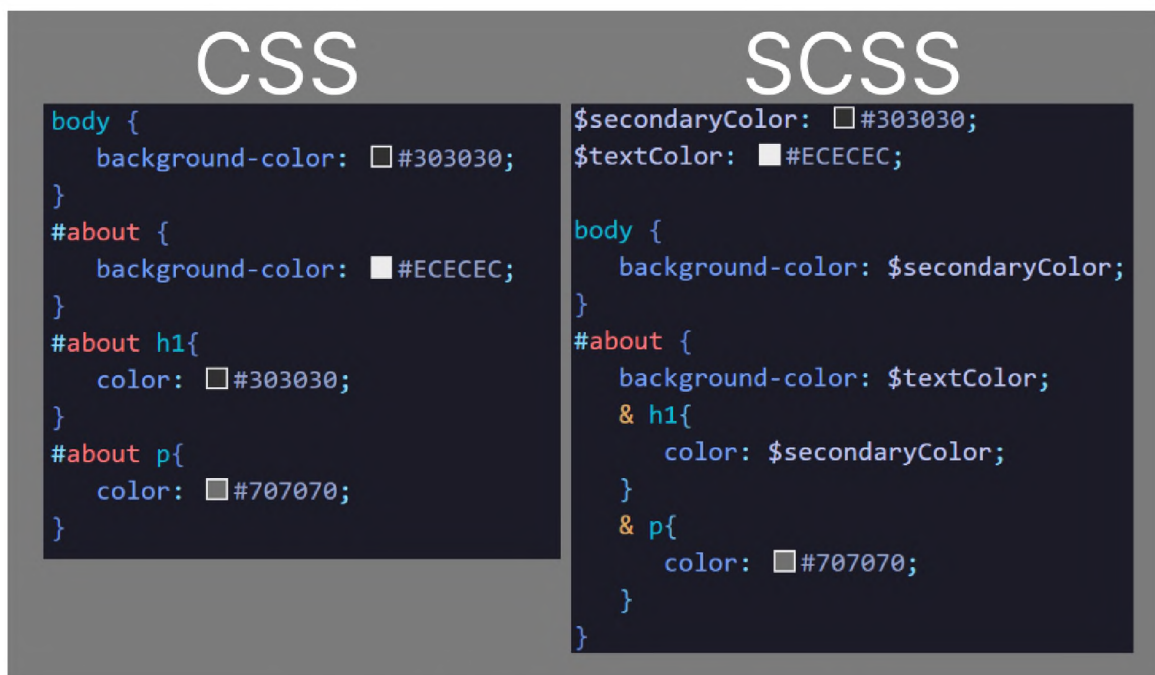 CSS
body {
background-color: #303030;
}
#about {
background-color: #ECECEC;
}
#about h1{
color: #303030;
}
#about p{
color: #707070;
}
SCSS
$secondaryColor: #303030;
$textColor: #ECECEC;
body {
background-color: $secondaryColor;
}
#about {
background-color: $textColor;
& h1{
color: $secondaryColor;
}
& p{
color: #707070;
}
}